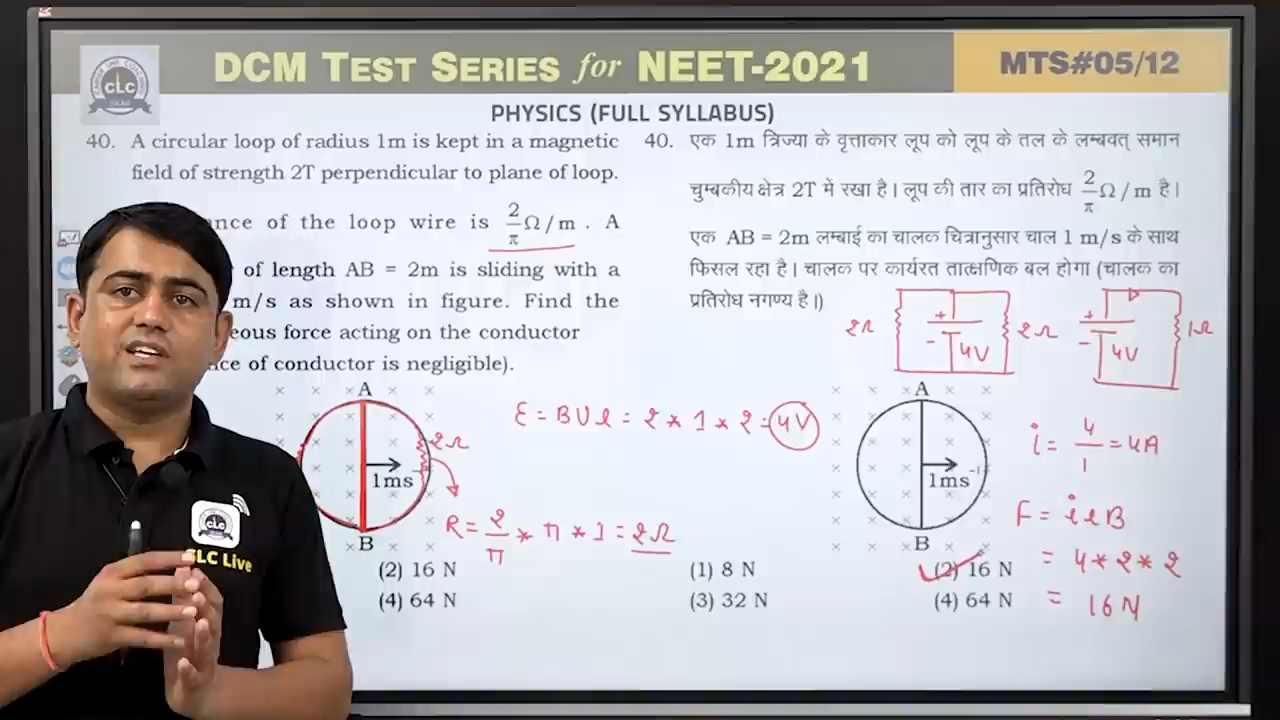 DCM TEST SERIES for NEET-2021
MTS#05/12
CLC
PHYSICS (FULL SYLLABUS)
40. A circular loop of radius 1m is kept in a magnetic
field of strength 2T perpendicular to plane of loop.
nce of the loop wire is 2/π Ω/m . A
of length AB = 2m is sliding with a
m/s as shown in figure. Find the
eous force acting on the conductor
ce of conductor is negligible).
A
2Ω
1ms
B
R = 2/π * π * 1 = 2Ω
(2) 16 N
(4) 64 N
ε = BVl = 2 * 1 * 2 = 4V
40. एक 1m त्रिज्या के वृत्ताकार लूप को लूप के तल के लम्बवत् समान
चुम्बकीय क्षेत्र 2T में रखा है। लूप की तार का प्रतिरोध 2/π Ω/m है।
एक AB = 2m लम्बाई का चालक चित्रानुसार चाल 1 m/s के साथ
फिसल रहा है। चालक पर कार्यरत तात्क्षणिक बल होगा (चालक का
प्रतिरोध नगण्य है।)
2Ω + - 4V 2Ω
+ - 4V 1Ω
A
1ms⁻¹
B
i = 4/1 = 4A
F = ilB
= 4 * 2 * 2
= 16N
(1) 8 N
(2) 16 N
(3) 32 N
(4) 64 N
CLC
CLC Live